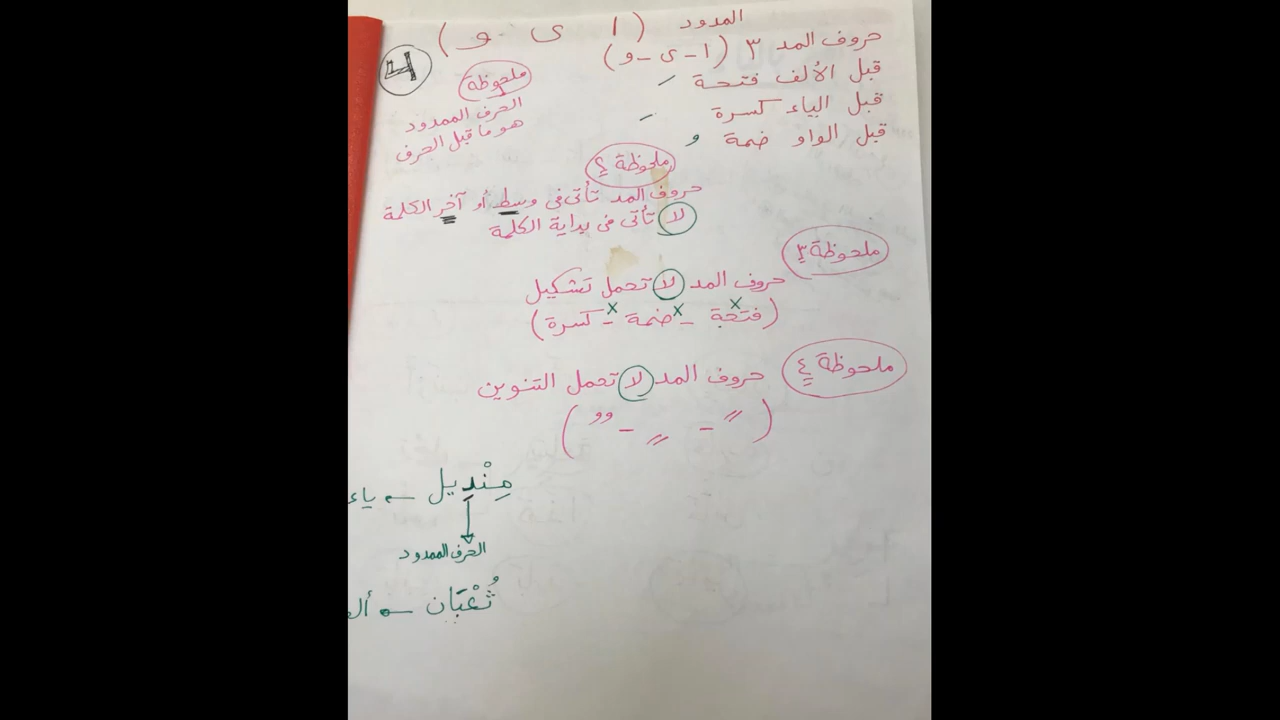 المدود ( ا ى و )
حروف المد ٣ ( ا - ى - و )
قبل الألف فتحة َ
قبل الياء كسرة ِ
قبل الواو ضمة ُ
4
ملحوظة
الحرف الممدود
هو ما قبل الحرف
ملحوظة ٢
حروف المد تأتى فى وسط أو آخر الكلمة
لا تأتى فى بداية الكلمة
ملحوظة ٣
حروف المد لا تحمل تشكيل
( فتحة - ضمة - كسرة )
x x x
ملحوظة ٤
حروف المد لا تحمل التنوين
( ً - ٍ - ٌ )
مِنْدِيل ← ياء
الحرف الممدود
ثُعْبَان ←